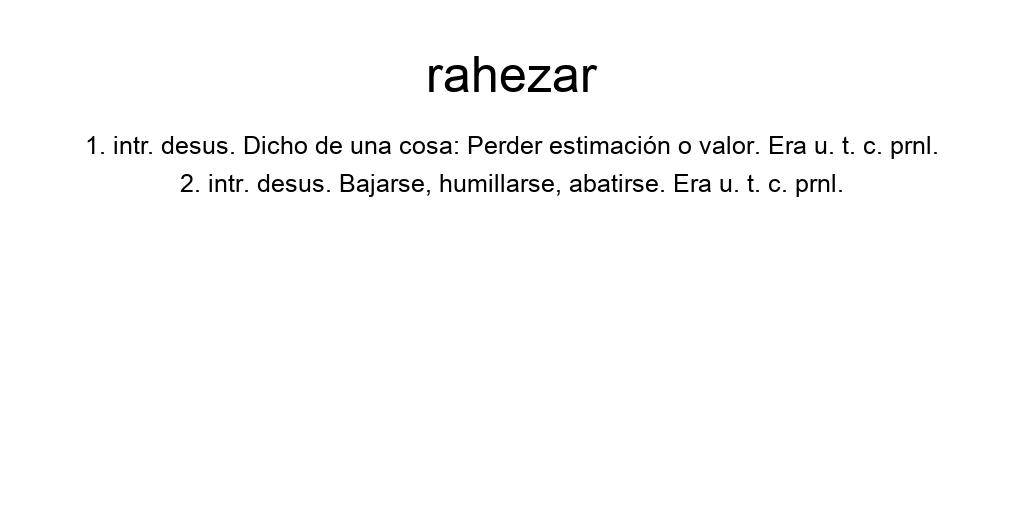 rahezar
1. intr. desus. Dicho de una cosa: Perder estimación o valor. Era u. t. c. prnl.
2. intr. desus. Bajarse, humillarse, abatirse. Era u. t. c. prnl.